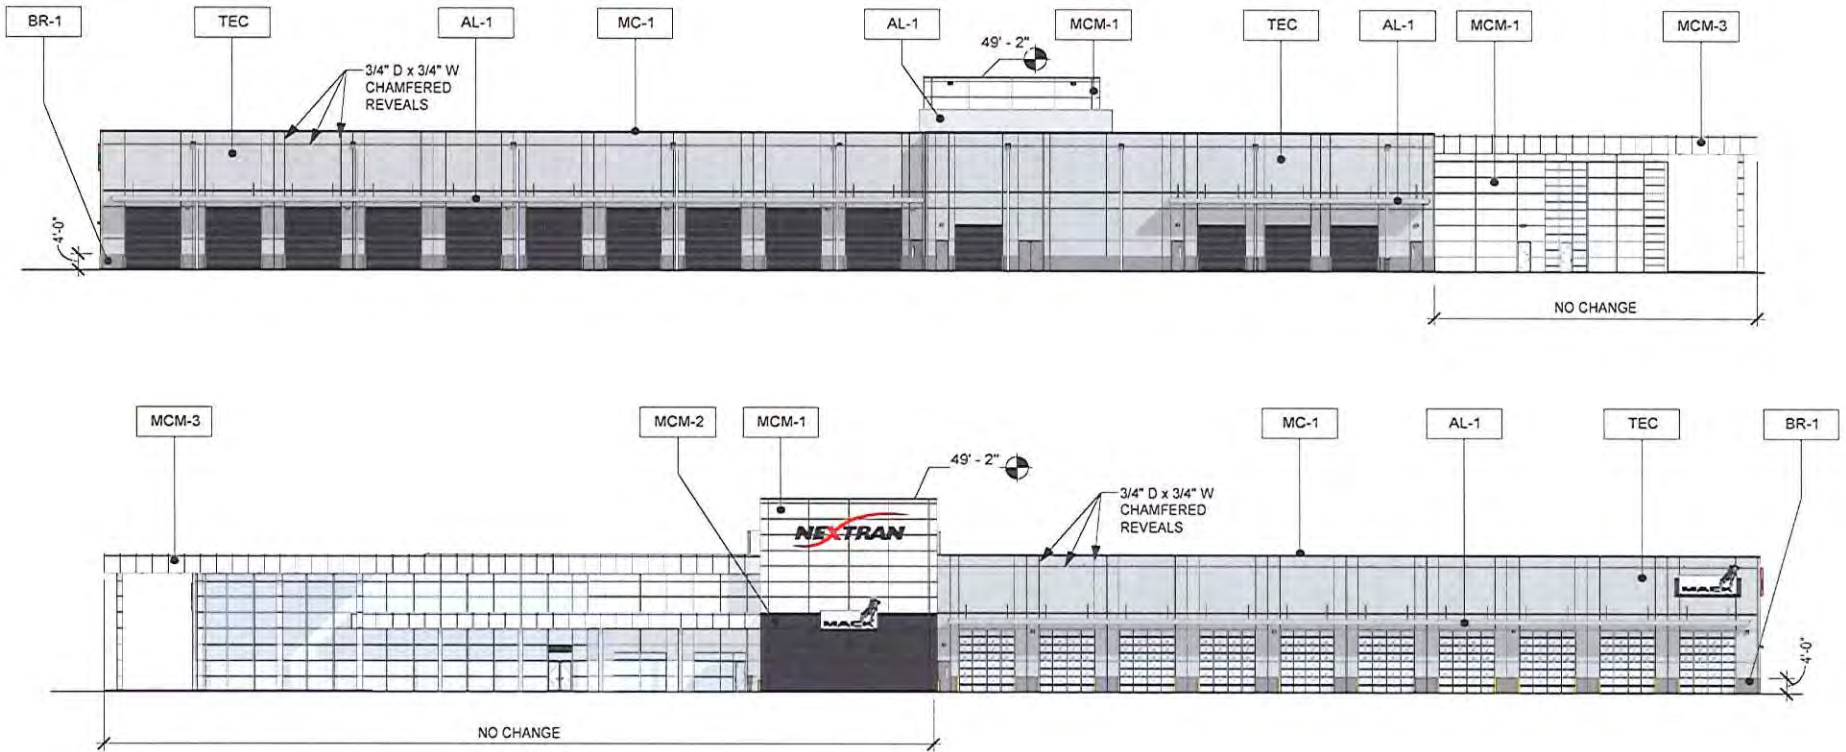 BR-1
TEC
AL-1
MC-1
AL-1
MCM-1
TEC
AL-1
MCM-1
MCM-3
49' - 2"
3/4" D x 3/4" W
CHAMFERED
REVEALS
4'-0"
NO CHANGE
MCM-3
MCM-2
MCM-1
MC-1
AL-1
TEC
BR-1
49' - 2"
3/4" D x 3/4" W
CHAMFERED
REVEALS
NEXTRAN
MACK
MACK
4'-0"
NO CHANGE